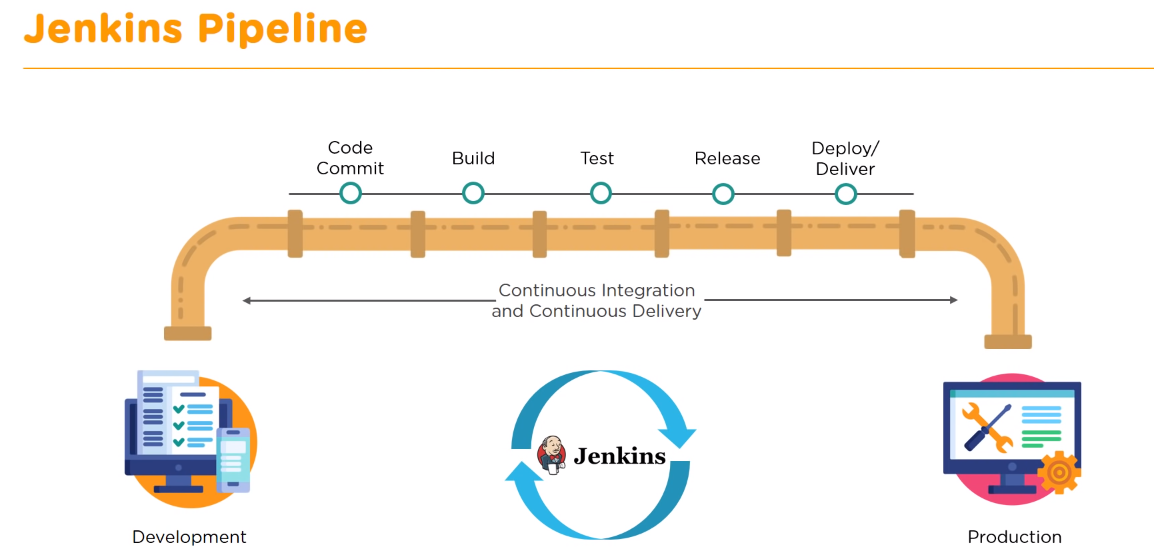 Jenkins Pipeline
Code
Commit
Build
Test
Release
Deploy/
Deliver
Continuous Integration
and Continuous Delivery
Jenkins
Development
Production